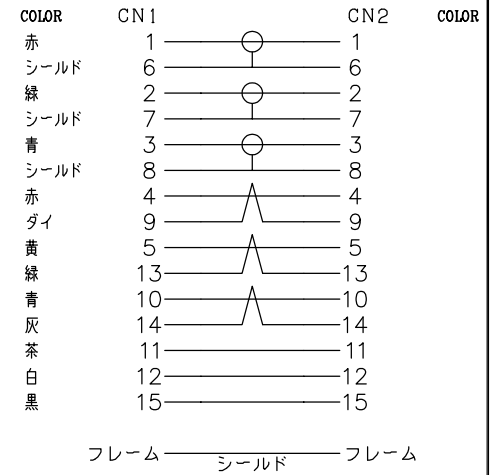 COLOR CN1 CN2 COLOR
赤 1 1
シールド 6 6
緑 2 2
シールド 7 7
青 3 3
シールド 8 8
赤 4 4
ダイ 9 9
黄 5 5
緑 13 13
青 10 10
灰 14 14
茶 11 11
白 12 12
黒 15 15
フレーム シールド フレーム